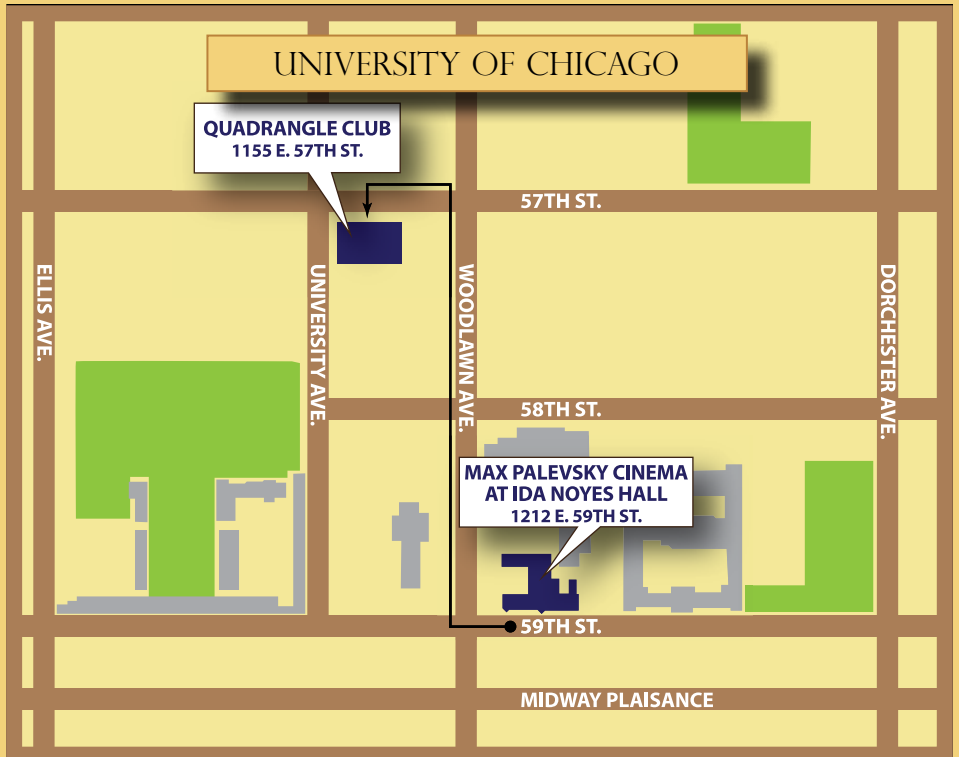 UNIVERSITY OF CHICAGO
QUADRANGLE CLUB
1155 E. 57TH ST.
57TH ST.
ELLIS AVE.
UNIVERSITY AVE.
WOODLAWN AVE.
DORCHESTER AVE.
58TH ST.
MAX PALEVSKY CINEMA
AT IDA NOYES HALL
1212 E. 59TH ST.
59TH ST.
MIDWAY PLAISANCE